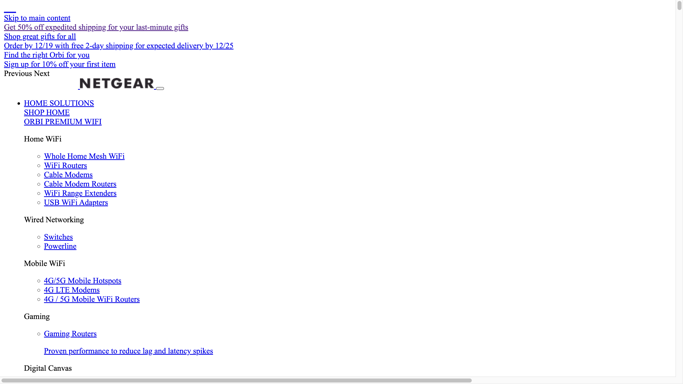 Skip to main content
Get 50% off expedited shipping for your last-minute gifts
Shop great gifts for all
Order by 12/19 with free 2-day shipping for expected delivery by 12/25
Find the right Orbi for you
Sign up for 10% off your first item
Previous Next
NETGEAR
HOME SOLUTIONS
SHOP HOME
ORBI PREMIUM WIFI
Home WiFi
Whole Home Mesh WiFi
WiFi Routers
Cable Modems
Cable Modem Routers
WiFi Range Extenders
USB WiFi Adapters
Wired Networking
Switches
Powerline
Mobile WiFi
4G/5G Mobile Hotspots
4G LTE Modems
4G / 5G Mobile WiFi Routers
Gaming
Gaming Routers
Proven performance to reduce lag and latency spikes
Digital Canvas